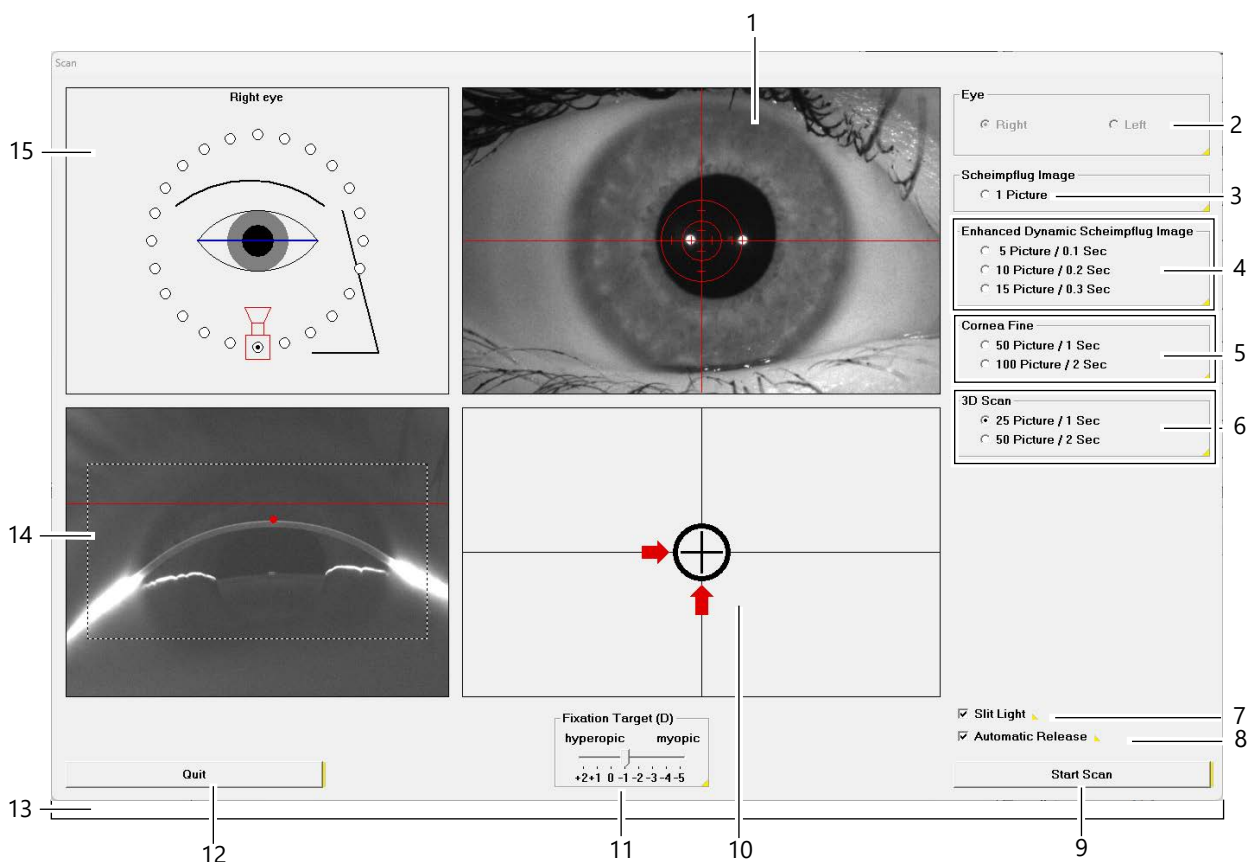 1
Scan
Right eye
15
Eye
Right Left
2
Scheimpflug Image
1 Picture
3
Enhanced Dynamic Scheimpflug Image
5 Picture / 0.1 Sec
10 Picture / 0.2 Sec
15 Picture / 0.3 Sec
4
Cornea Fine
50 Picture / 1 Sec
100 Picture / 2 Sec
5
3D Scan
25 Picture / 1 Sec
50 Picture / 2 Sec
6
14
Slit Light
7
Automatic Release
8
Fixation Target (D)
hyperopic myopic
+2+1 0 -1-2-3-4-5
Quit
Start Scan
13
12
11
10
9